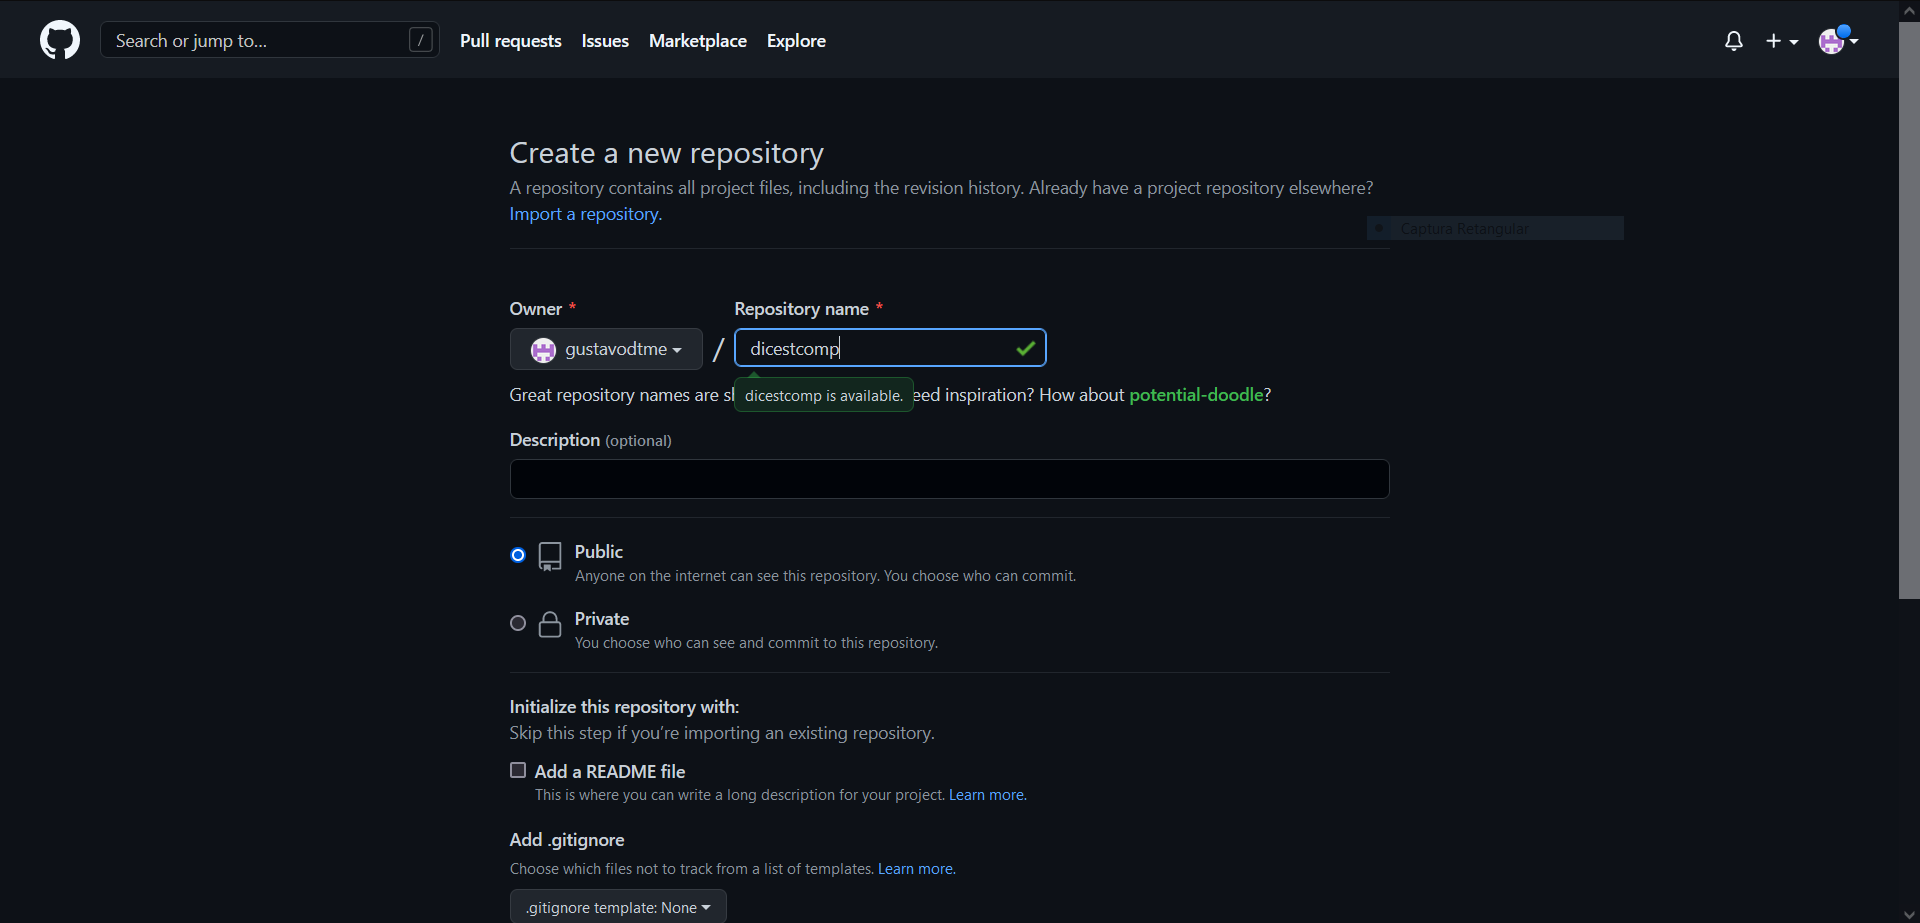 Search or jump to...
/
Pull requests
Issues
Marketplace
Explore
Create a new repository
A repository contains all project files, including the revision history. Already have a project repository elsewhere?
Import a repository.
Captura Retangular
Owner *
Repository name *
gustavodtme
/
dicestcomp
Great repository names are s
dicestcomp is available.
eed inspiration? How about potential-doodle?
Description (optional)
Public
Anyone on the internet can see this repository. You choose who can commit.
Private
You choose who can see and commit to this repository.
Initialize this repository with:
Skip this step if you’re importing an existing repository.
Add a README file
This is where you can write a long description for your project. Learn more.
Add .gitignore
Choose which files not to track from a list of templates. Learn more.
.gitignore template: None